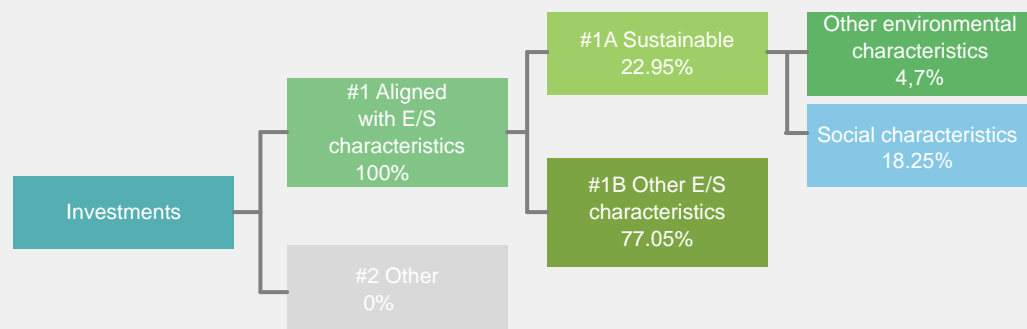 Investments
#1 Aligned
with E/S
characteristics
100%
#2 Other
0%
#1A Sustainable
22.95%
#1B Other E/S
characteristics
77.05%
Other environmental
characteristics
4,7%
Social characteristics
18.25%